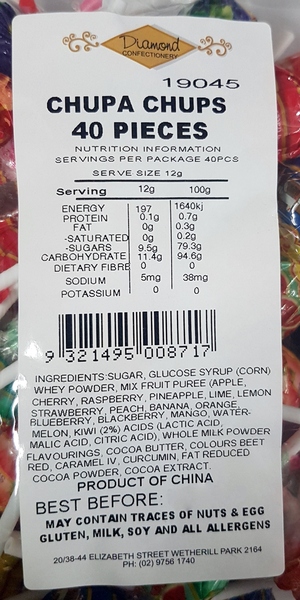 Diamond
CONFECTIONERY
19045
CHUPA CHUPS
40 PIECES
NUTRITION INFORMATION
SERVINGS PER PACKAGE 40PCS
SERVE SIZE 12g
Serving 12g 100g
ENERGY 197 1640kj
PROTEIN 0.1g 0.7g
FAT 0g 0.3g
-SATURATED 0g 0.2g
-SUGARS 9.5g 79.3g
CARBOHYDRATE 11.4g 94.6g
DIETARY FIBRE 0 0
SODIUM 5mg 38mg
POTASSIUM 0 0
9 321495 008717
INGREDIENTS:SUGAR, GLUCOSE SYRUP (CORN)
WHEY POWDER, MIX FRUIT PUREE (APPLE,
CHERRY, RASPBERRY, PINEAPPLE, LIME, LEMON
STRAWBERRY, PEACH, BANANA, ORANGE,
BLUEBERRY, BLACKBERRY, MANGO, WATER-
MELON, KIWI (2%) ACIDS (LACTIC ACID,
MALIC ACID, CITRIC ACID), WHOLE MILK POWDER
FLAVOURINGS, COCOA BUTTER, COLOURS BEET
RED, CARAMEL IV, CURCUMIN, FAT REDUCED
COCOA POWDER, COCOA EXTRACT.
PRODUCT OF CHINA
BEST BEFORE:
MAY CONTAIN TRACES OF NUTS & EGG
GLUTEN, MILK, SOY AND ALL ALLERGENS
20/38-44 ELIZABETH STREET WETHERILL PARK 2164
PH: (02) 9756 1740